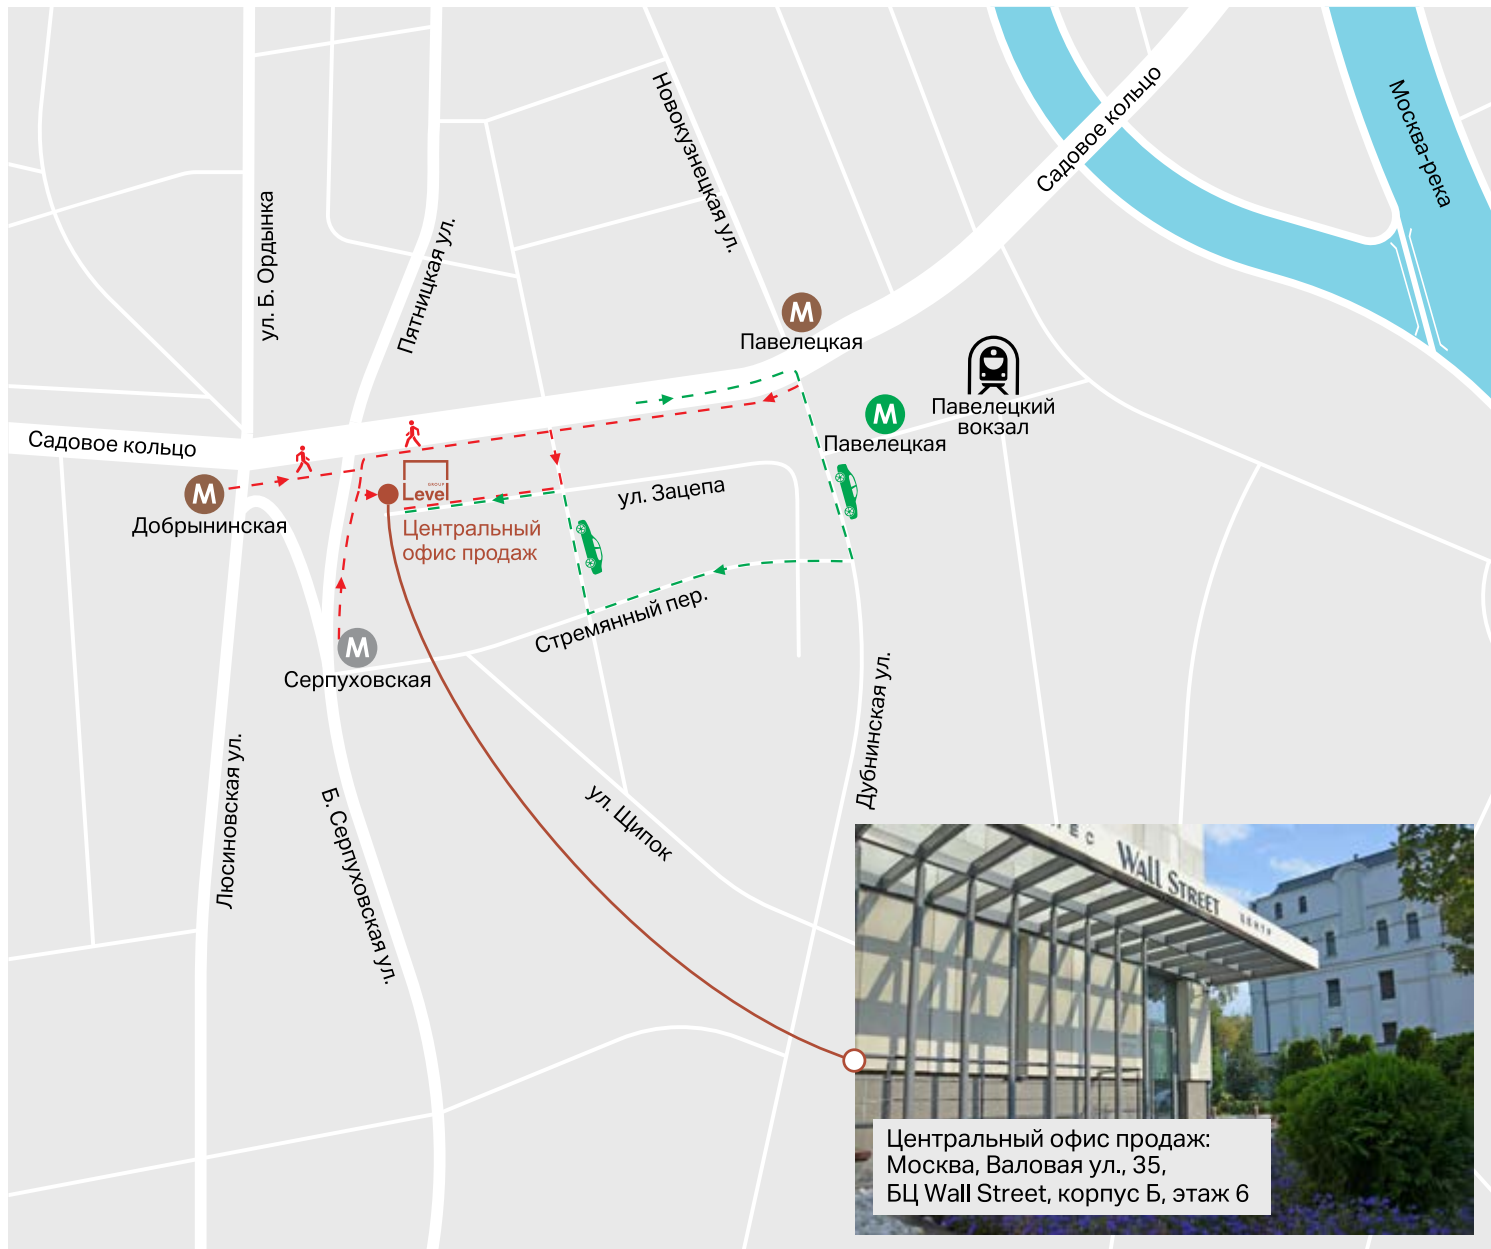 Новокузнецкая ул.
Садовое кольцо
Москва-река
ул. Б. Ордынка
Пятницкая ул.
М
Павелецкая
Павелецкий
вокзал
М
Павелецкая
Садовое кольцо
М
Добрынинская
GROUP
Level
Центральный
офис продаж
ул. Зацепа
Стремянный пер.
М
Серпуховская
Дубнинская ул.
Люсиновская ул.
Б. Серпуховская ул.
ул. Щипок
WALL STREET
ЦЕНТР
Центральный офис продаж:
Москва, Валовая ул., 35,
БЦ Wall Street, корпус Б, этаж 6